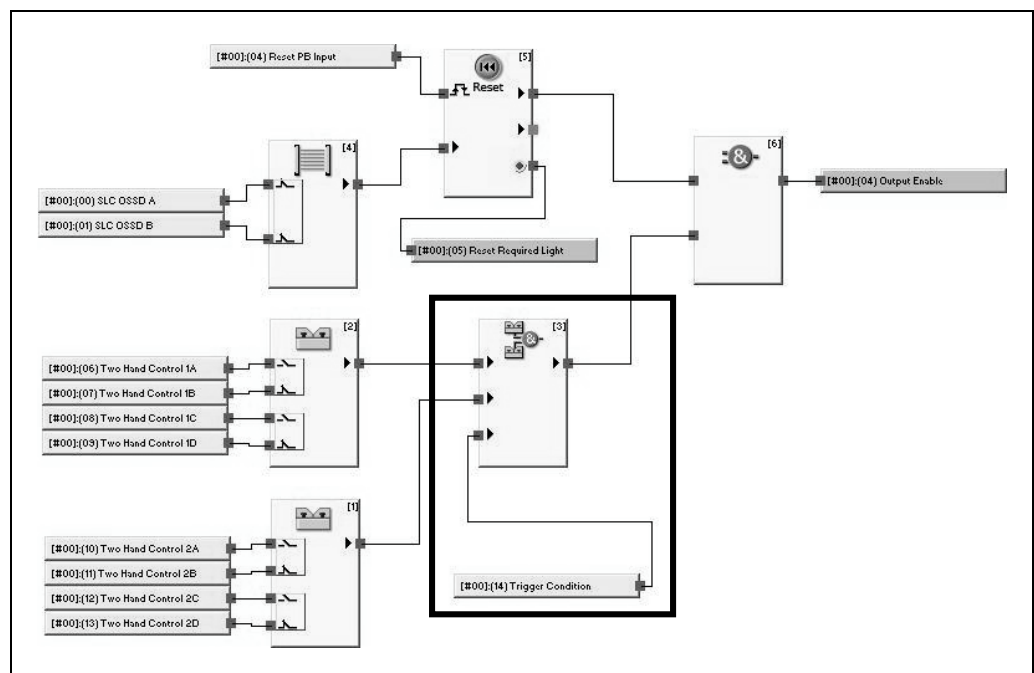 [#00]:(04) Reset PB Input
[5]
Reset
[6]
&
[#00]:(04) Output Enable
[4]
[#00]:(00) SLC OSSD A
[#00]:(01) SLC OSSD B
[#00]:(05) Reset Required Light
[2]
[3]
&
[#00]:(06) Two Hand Control 1A
[#00]:(07) Two Hand Control 1B
[#00]:(08) Two Hand Control 1C
[#00]:(09) Two Hand Control 1D
[1]
[#00]:(10) Two Hand Control 2A
[#00]:(11) Two Hand Control 2B
[#00]:(12) Two Hand Control 2C
[#00]:(13) Two Hand Control 2D
[#00]:(14) Trigger Condition